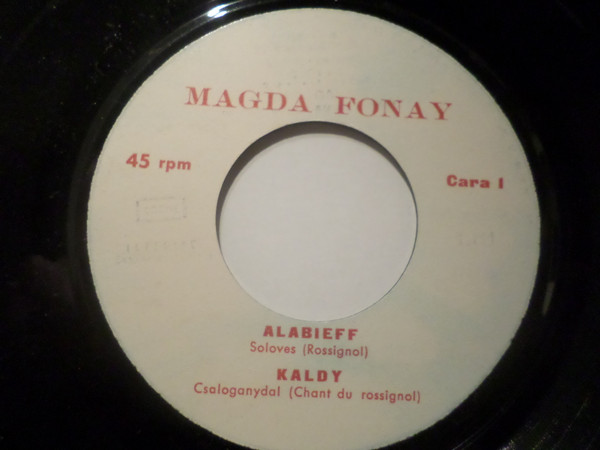 MAGDA FONAY
45 rpm
Cara I
ALABIEFF
Soloves (Rossignol)
KALDY
Csaloganydal (Chant du rossignol)